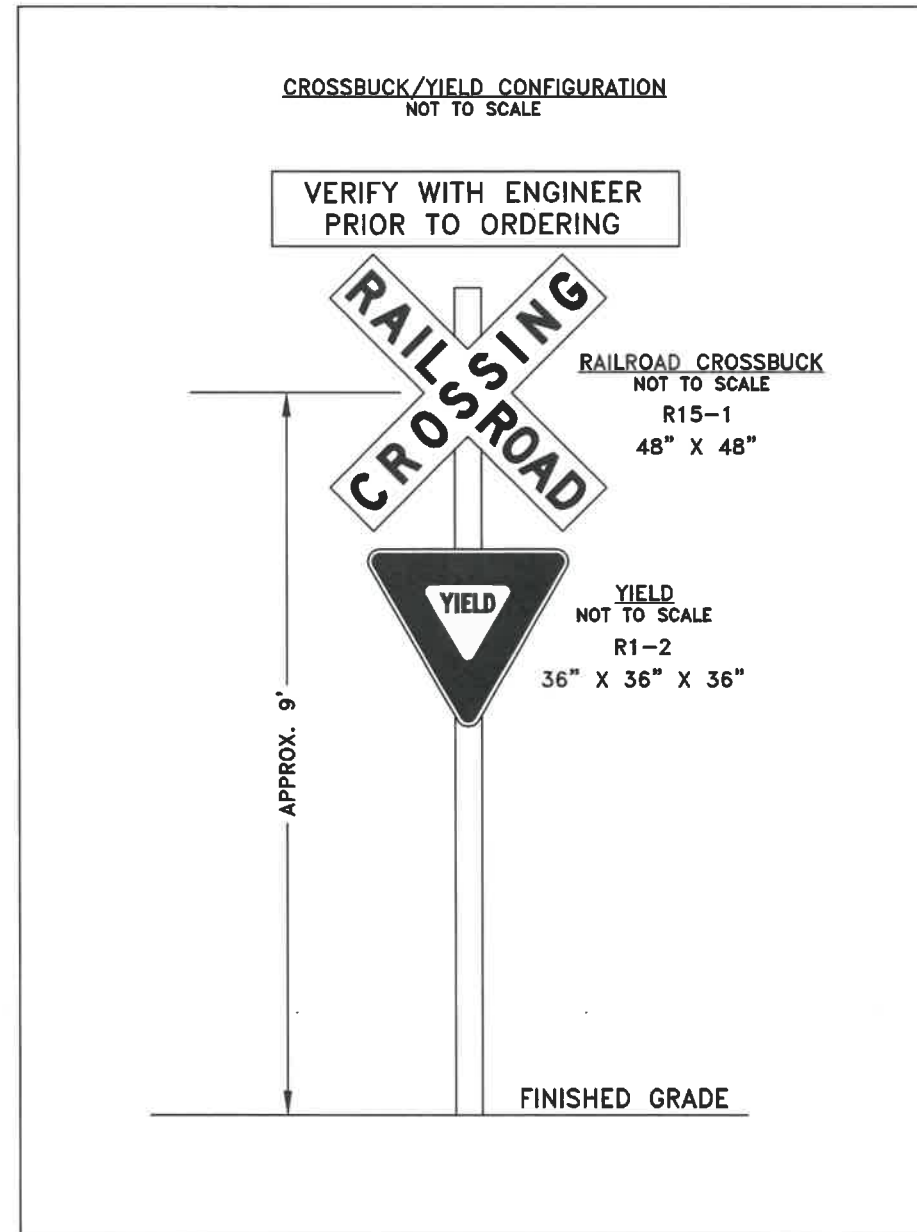 CROSSBUCK/YIELD CONFIGURATION
NOT TO SCALE
VERIFY WITH ENGINEER
PRIOR TO ORDERING
RAILROAD
CROSSING
RAILROAD CROSSBUCK
NOT TO SCALE
R15-1
48" X 48"
YIELD
YIELD
NOT TO SCALE
R1-2
36" X 36" X 36"
APPROX. 9'
FINISHED GRADE